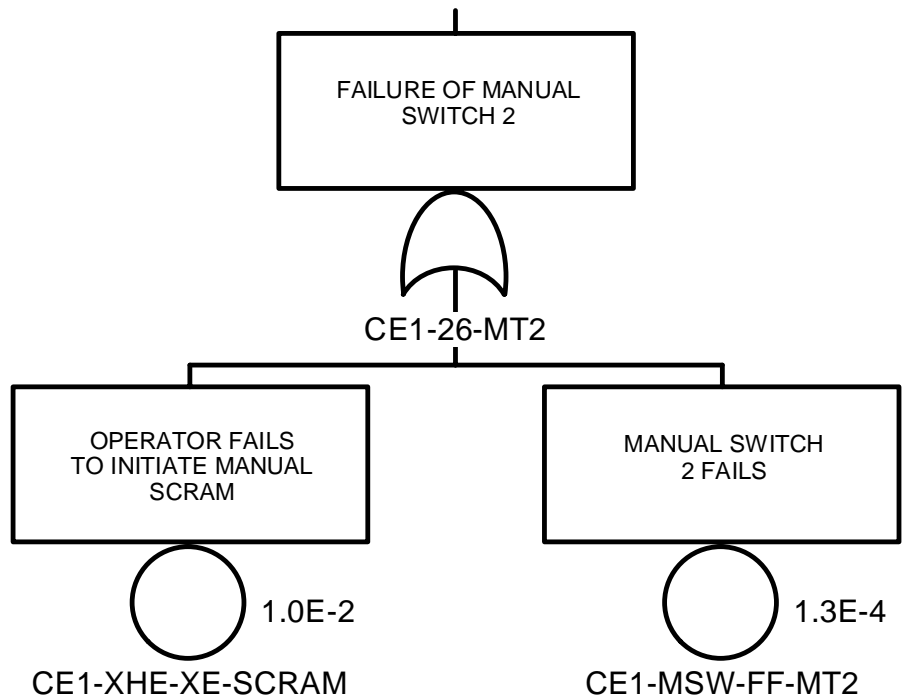 FAILURE OF MANUAL
SWITCH 2
CE1-26-MT2
OPERATOR FAILS
TO INITIATE MANUAL
SCRAM
MANUAL SWITCH
2 FAILS
1.0E-2
1.3E-4
CE1-XHE-XE-SCRAM
CE1-MSW-FF-MT2